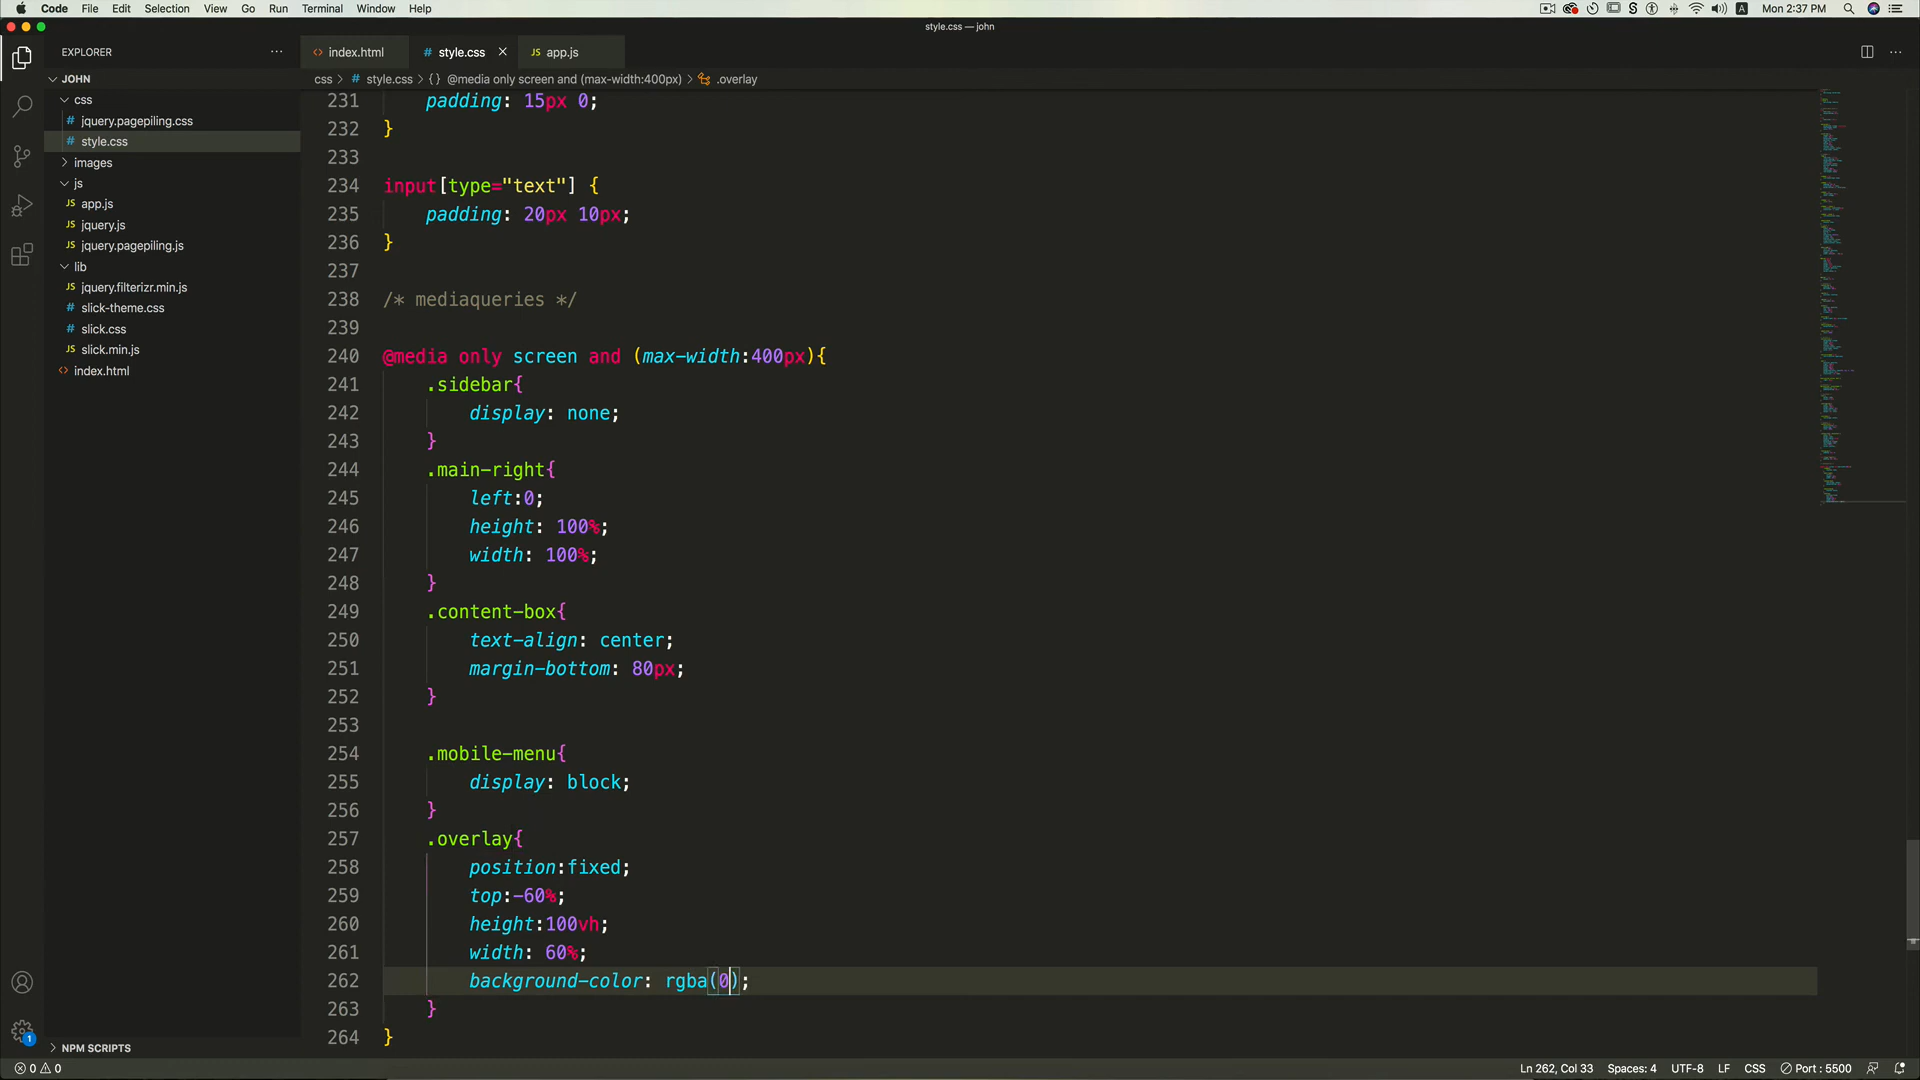 Code File Edit Selection View Go Run Terminal Window Help
Mon 2:37 PM
style.css — john
EXPLORER
index.html
style.css
app.js
JOHN
css > style.css > {} @media only screen and (max-width:400px) > .overlay
css
jquery.pagepiling.css
style.css
images
js
app.js
jquery.js
jquery.pagepiling.js
lib
jquery.filterizr.min.js
slick-theme.css
slick.css
slick.min.js
index.html
231 padding: 15px 0;
232 }
233
234 input[type="text"] {
235 padding: 20px 10px;
236 }
237
238 /* mediaqueries */
239
240 @media only screen and (max-width:400px){
241 .sidebar{
242 display: none;
243 }
244 .main-right{
245 left:0;
246 height: 100%;
247 width: 100%;
248 }
249 .content-box{
250 text-align: center;
251 margin-bottom: 80px;
252 }
253
254 .mobile-menu{
255 display: block;
256 }
257 .overlay{
258 position:fixed;
259 top:-60%;
260 height:100vh;
261 width: 60%;
262 background-color: rgba(0);
263 }
264 }
1
NPM SCRIPTS
0 0
Ln 262, Col 33 Spaces: 4 UTF-8 LF CSS Port : 5500